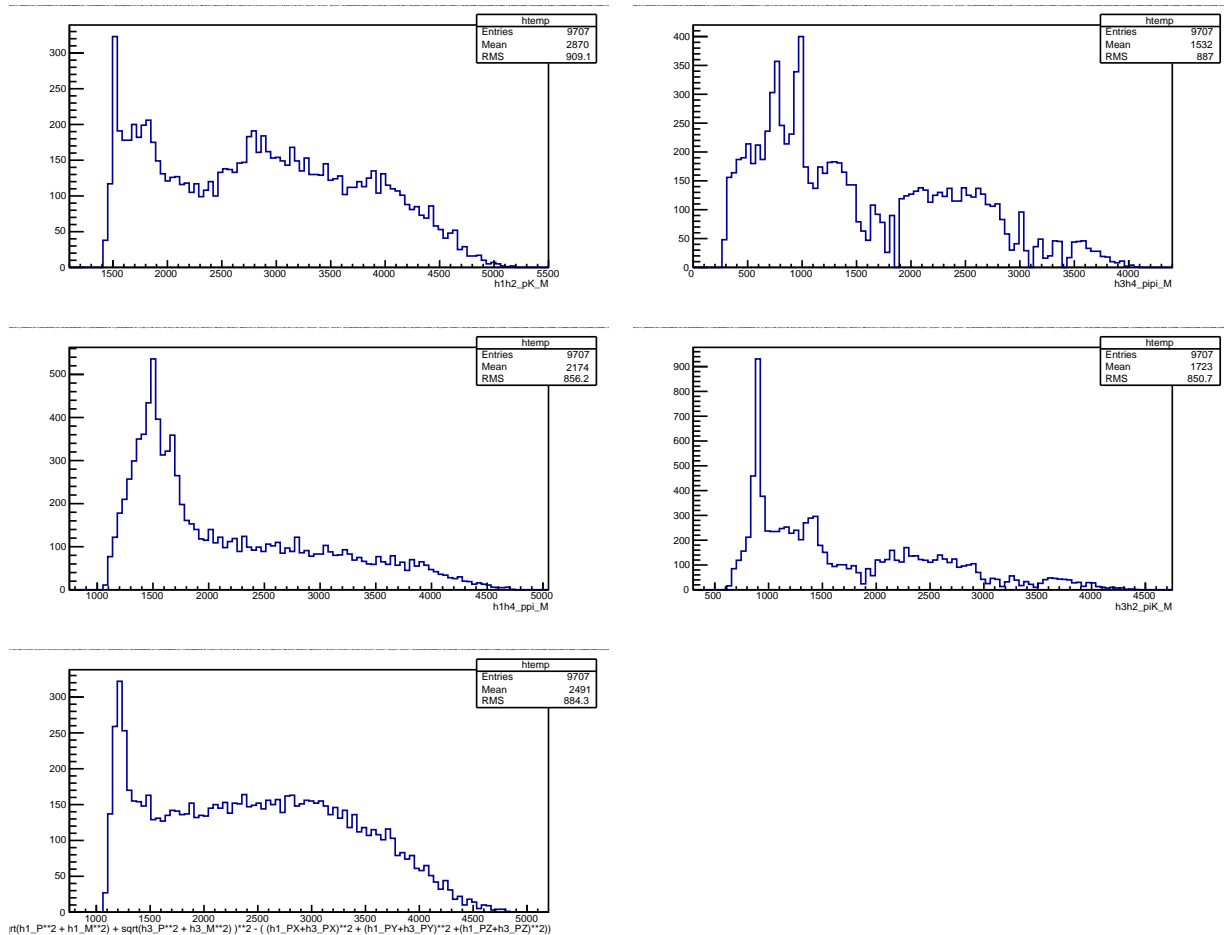 htemp
Entries 9707
Mean 2870
RMS 909.1
300
250
200
150
100
50
0
1500 2000 2500 3000 3500 4000 4500 5000 5500
h1h2_pK_M
htemp
Entries 9707
Mean 1532
RMS 887
400
350
300
250
200
150
100
50
0
0 500 1000 1500 2000 2500 3000 3500 4000
h3h4_pipi_M
htemp
Entries 9707
Mean 2174
RMS 856.2
500
400
300
200
100
0
1000 1500 2000 2500 3000 3500 4000 4500 5000
h1h4_ppi_M
htemp
Entries 9707
Mean 1723
RMS 850.7
900
800
700
600
500
400
300
200
100
0
500 1000 1500 2000 2500 3000 3500 4000 4500
h3h2_piK_M
htemp
Entries 9707
Mean 2491
RMS 884.3
300
250
200
150
100
50
0
1000 1500 2000 2500 3000 3500 4000 4500 5000
rt(h1_P**2 + h1_M**2) + sqrt(h3_P**2 + h3_M**2) )**2 - ( (h1_PX+h3_PX)**2 + (h1_PY+h3_PY)**2 +(h1_PZ+h3_PZ)**2))